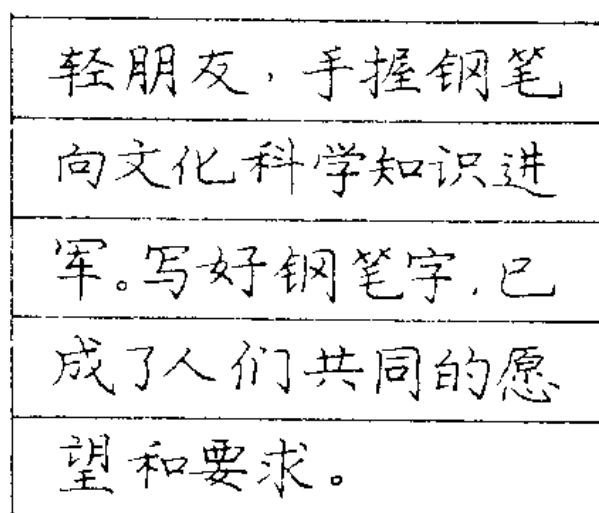 轻朋友，手握钢笔
向文化科学知识进
军。写好钢笔字，已
成了人们共同的愿
望和要求。